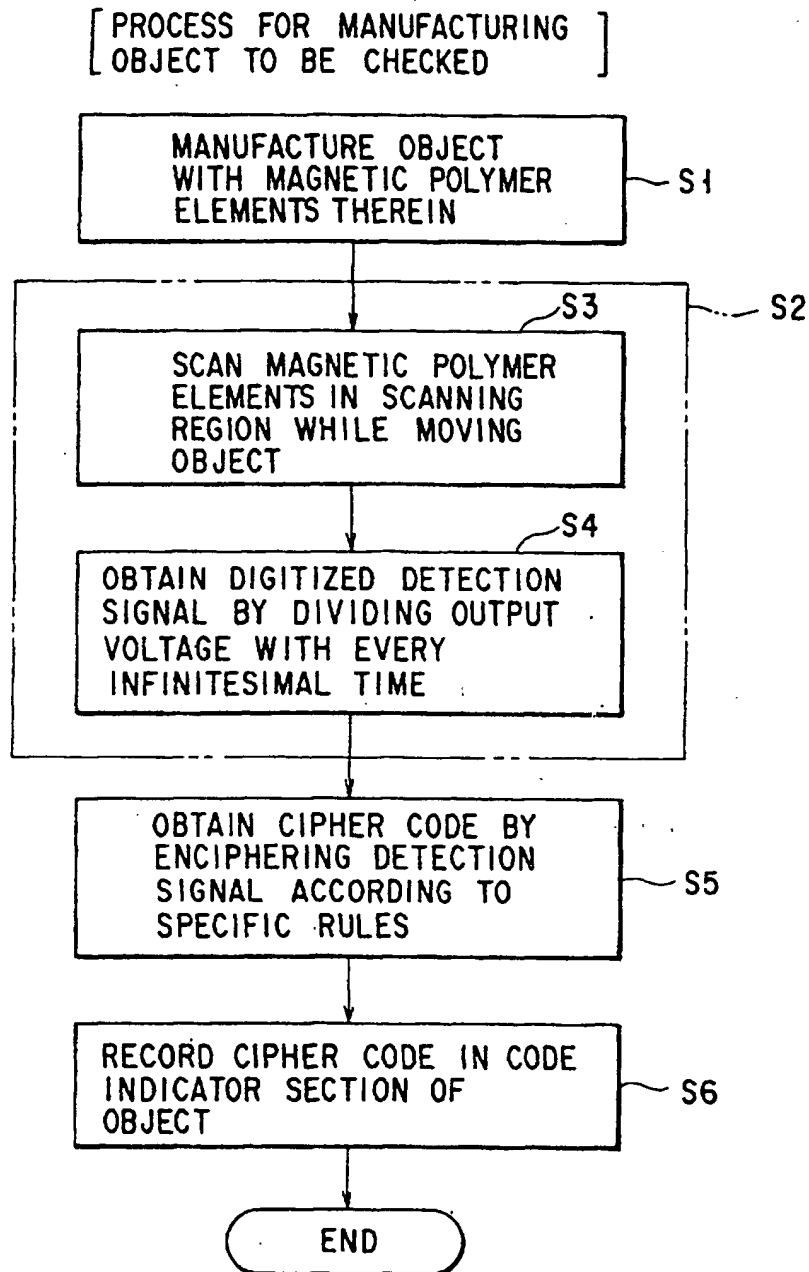 [PROCESS FOR MANUFACTURING
OBJECT TO BE CHECKED]
MANUFACTURE OBJECT
WITH MAGNETIC POLYMER
ELEMENTS THEREIN
S1
S2
S3
SCAN MAGNETIC POLYMER
ELEMENTS IN SCANNING
REGION WHILE MOVING
OBJECT
S4
OBTAIN DIGITIZED DETECTION
SIGNAL BY DIVIDING OUTPUT
VOLTAGE WITH EVERY
INFINITESIMAL TIME
OBTAIN CIPHER CODE BY
ENCIPHERING DETECTION
SIGNAL ACCORDING TO
SPECIFIC RULES
S5
RECORD CIPHER CODE IN CODE
INDICATOR SECTION OF
OBJECT
S6
END